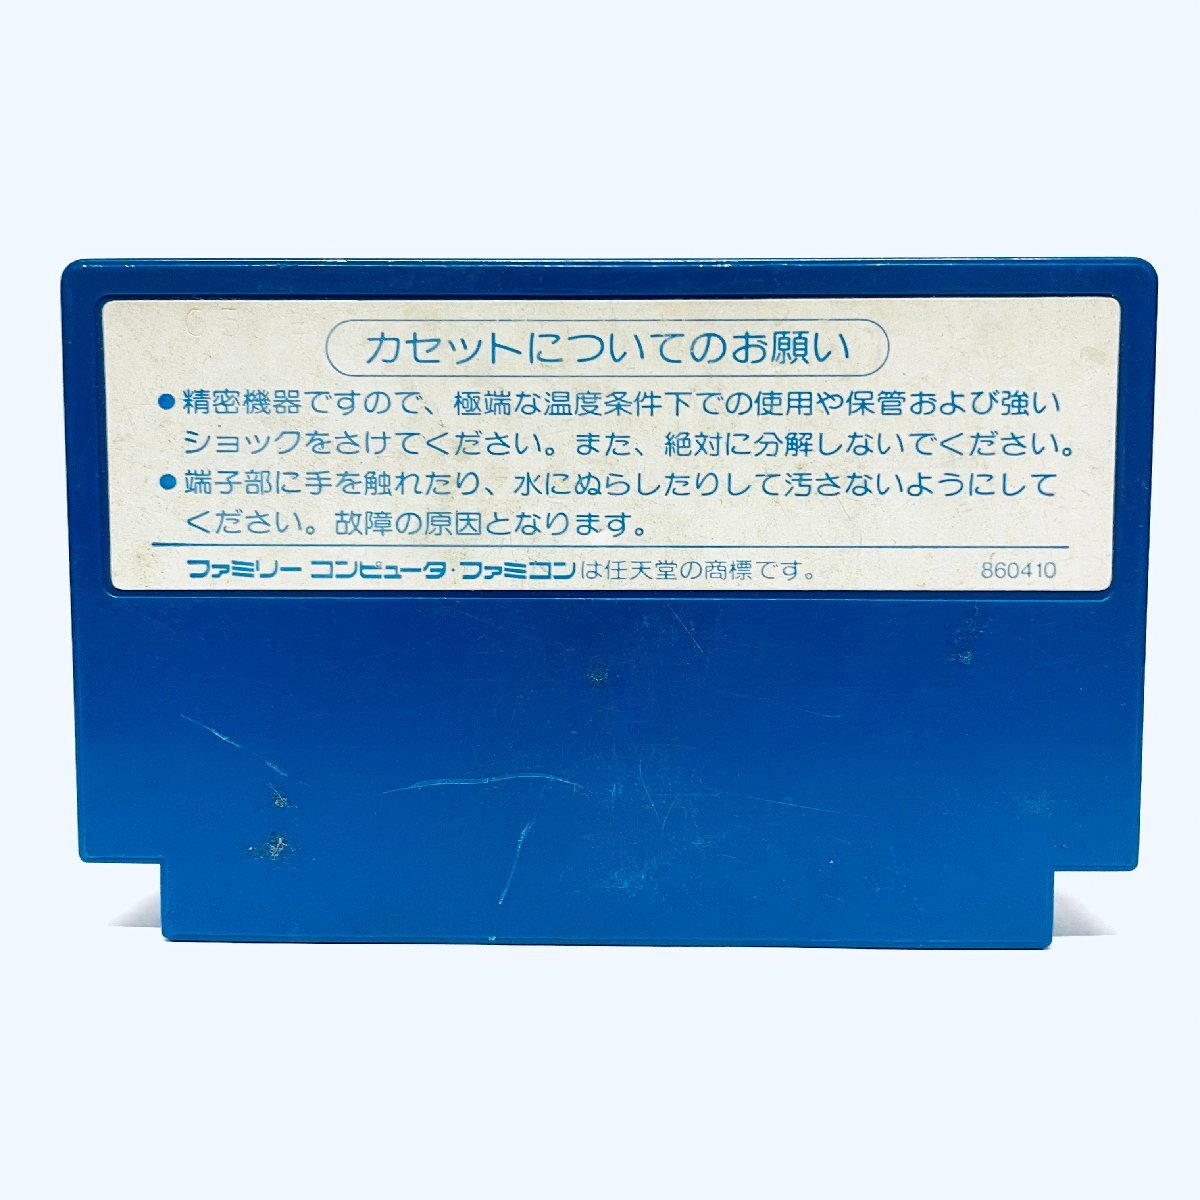 カセットについてのお願い
●精密機器ですので、極端な温度条件下での使用や保管および強い
ショックをさけてください。また、絶対に分解しないでください。
●端子部に手を触れたり、水にぬらしたりして汚さないようにして
ください。故障の原因となります。
ファミリーコンピュータ・ファミコンは任天堂の商標です。 860410